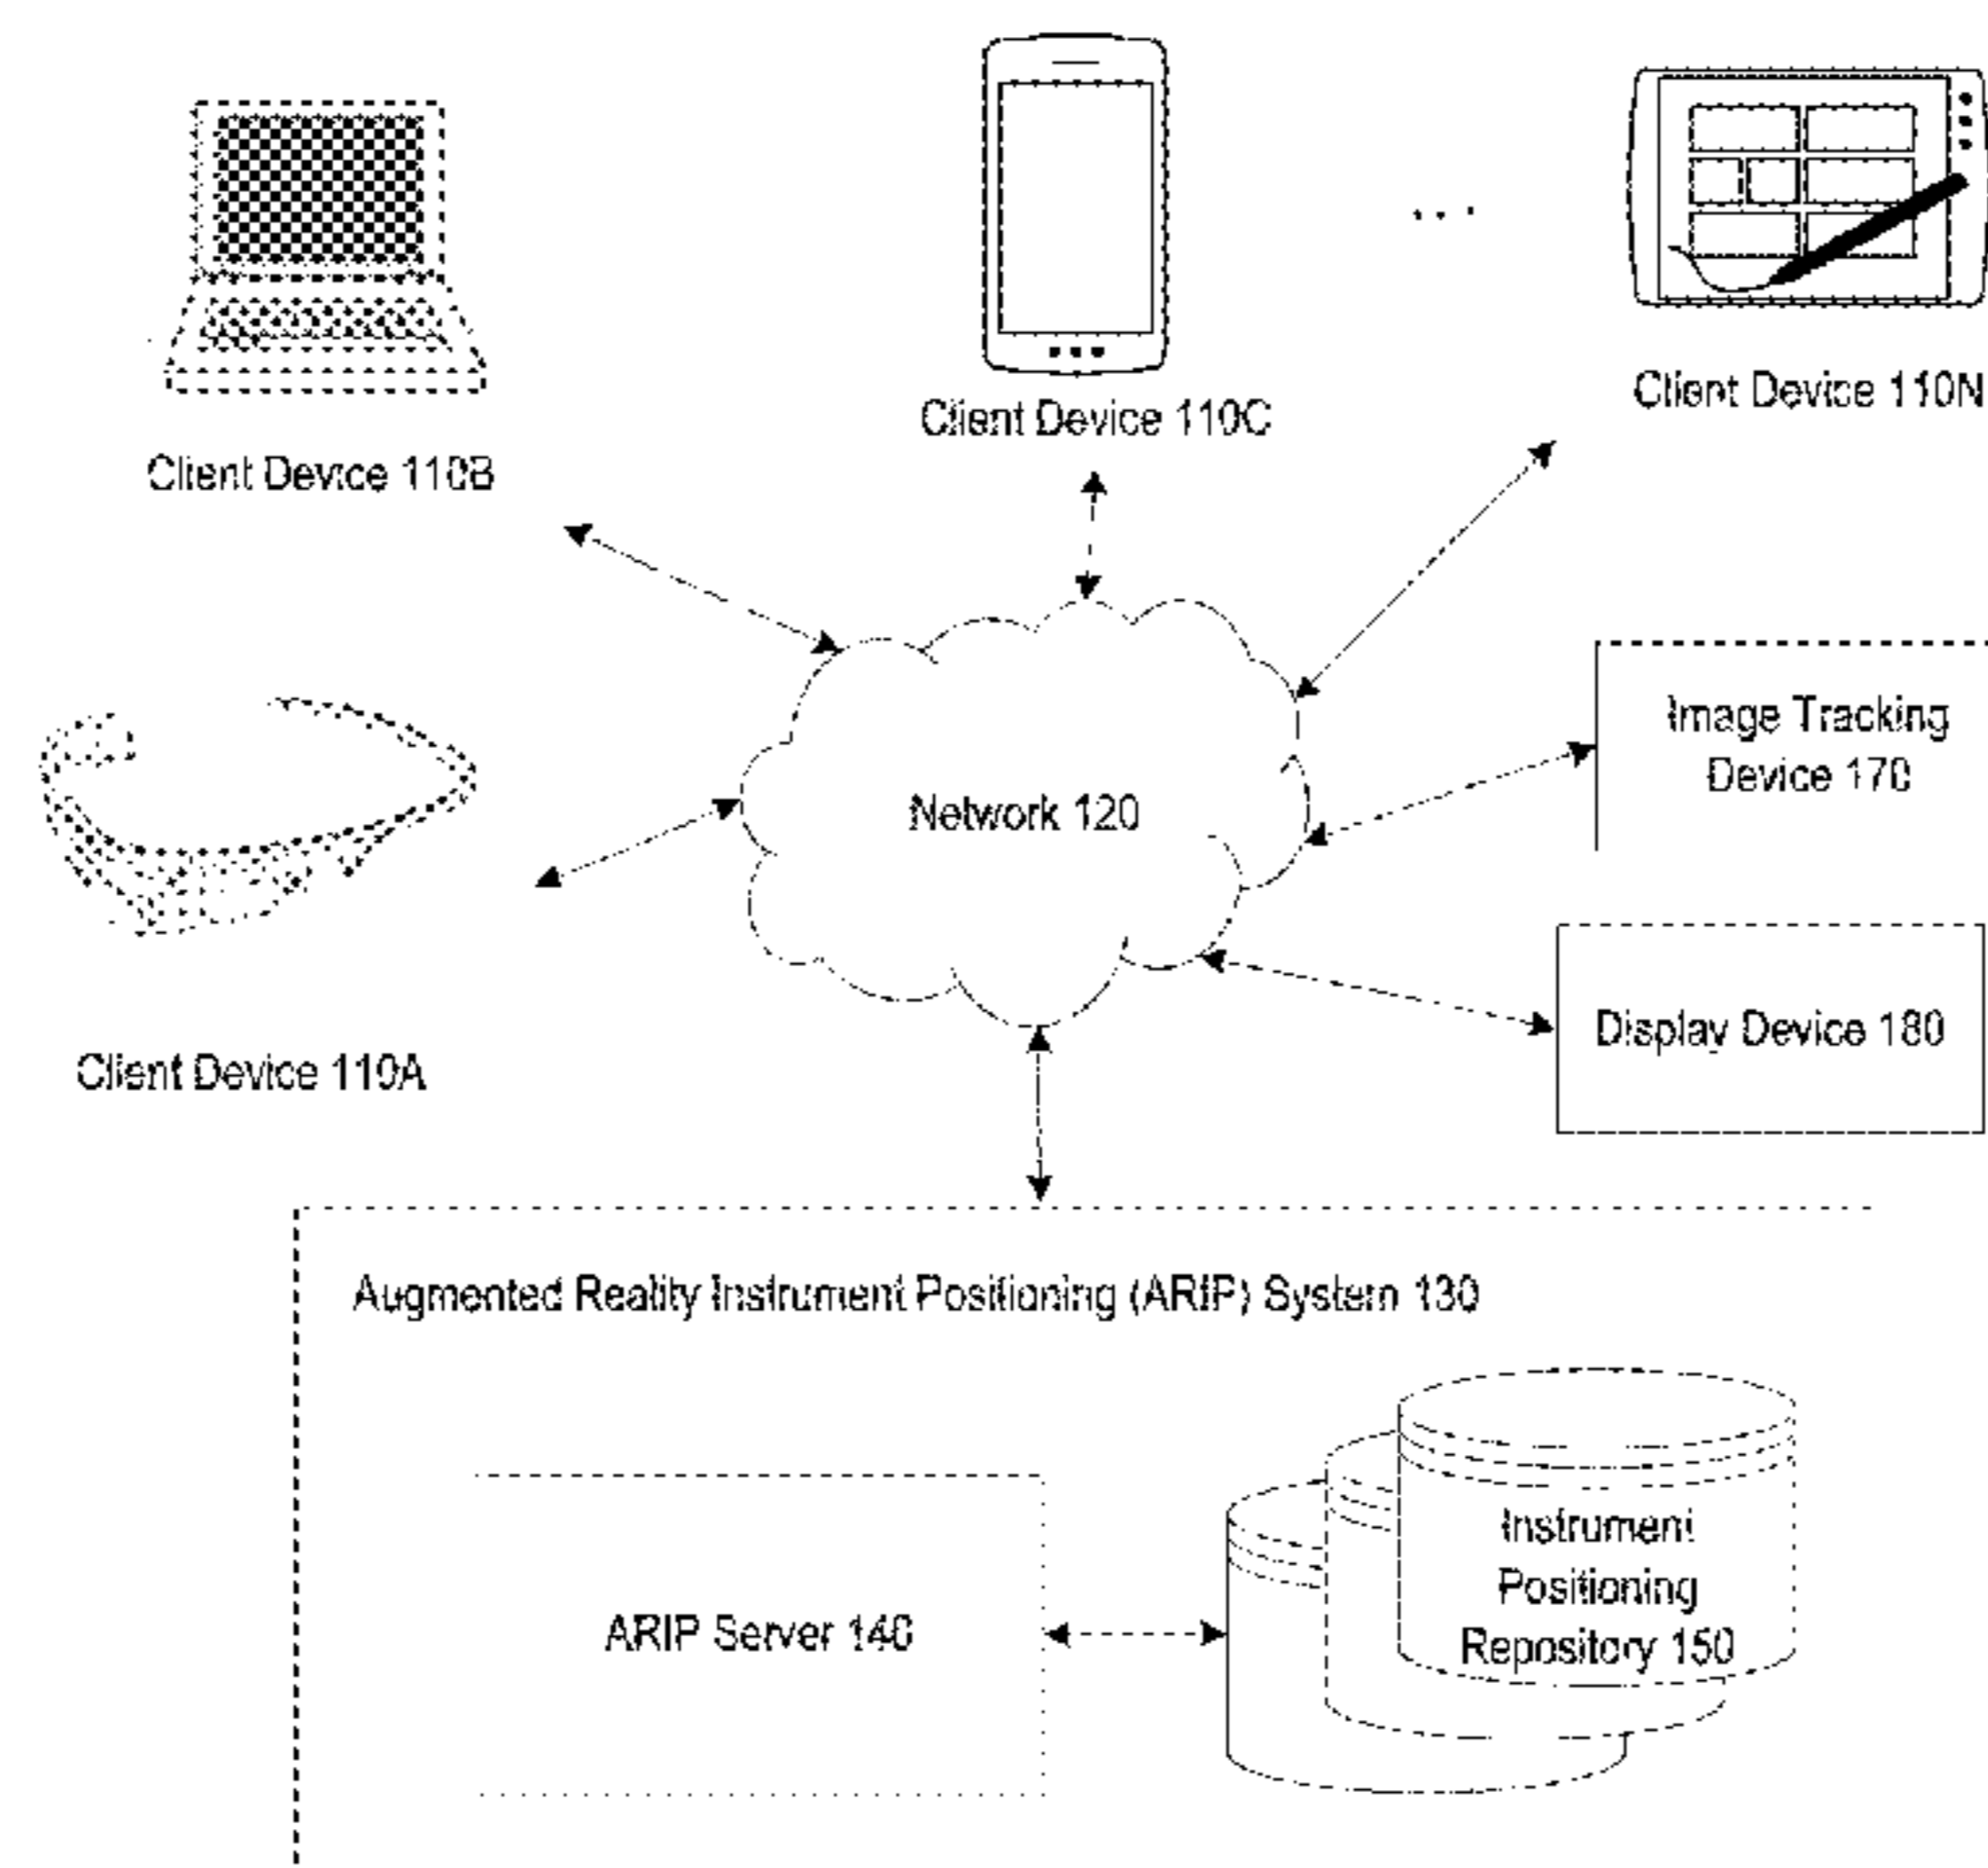 Client Device 110C
Client Device 110N
Client Device 110B
Image Tracking
Device 170
Network 120
Display Device 180
Client Device 110A
Augmented Reality Instrument Positioning (ARIP) System 130
Instrument
Positioning
Repository 150
ARIP Server 140